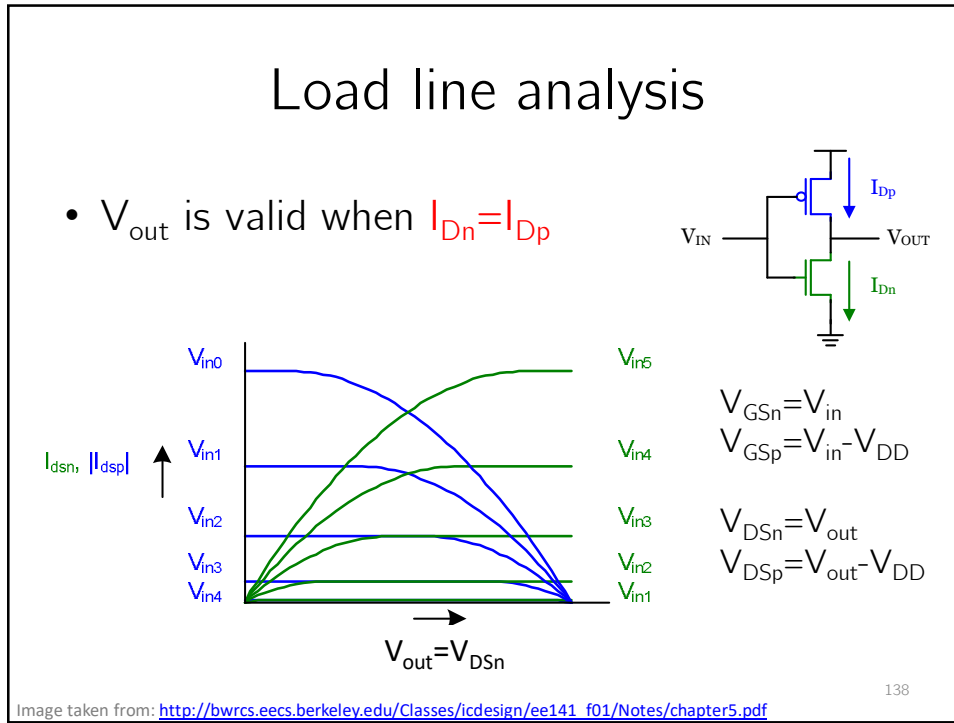 Load line analysis
• Vout is valid when IDn=IDp
IDp
VIN
VOUT
IDn
Vin0
Vin5
Vin1
Vin4
Idsn, |Idsp|
Vin2
Vin3
Vin3
Vin2
Vin4
Vin1
Vout=VDSn
VGSn=Vin
VGSp=Vin-VDD
VDSn=Vout
VDSp=Vout-VDD
138
Image taken from: http://bwrcs.eecs.berkeley.edu/Classes/icdesign/ee141_f01/Notes/chapter5.pdf